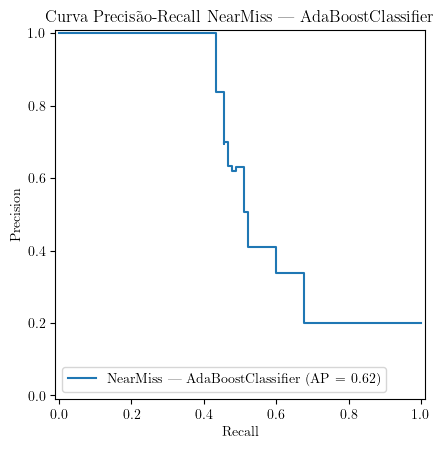 Curva Precisão-Recall NearMiss — AdaBoostClassifier
1.0
0.8
0.6
0.4
0.2
0.0
Precision
NearMiss — AdaBoostClassifier (AP = 0.62)
0.0 0.2 0.4 0.6 0.8 1.0
Recall